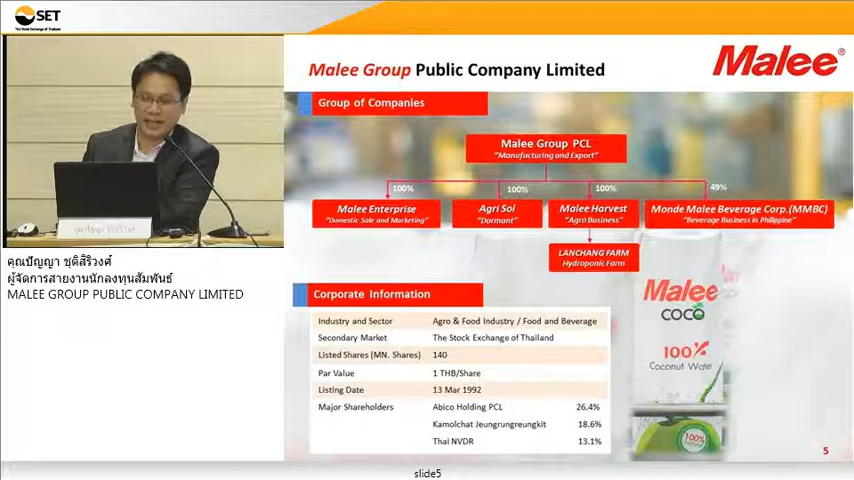 SET
The Stock Exchange of Thailand
Malee Group Public Company Limited
Malee®
Group of Companies
Malee Group PCL
"Manufacturing and Export"
100%
100%
100%
49%
Malee Enterprise
"Domestic Sale and Marketing"
Agri Sol
"Dormant"
Malee Harvest
"Agro Business"
Monde Malee Beverage Corp.(MMBC)
"Beverage Business in Philippine"
LANCHANG FARM
Hydroponic Farm
คุณปัญญา ชุติสิริวงศ์
ผู้จัดการสายงานนักลงทุนสัมพันธ์
MALEE GROUP PUBLIC COMPANY LIMITED
Corporate Information
Industry and Sector Agro & Food Industry / Food and Beverage
Secondary Market The Stock Exchange of Thailand
Listed Shares (MN. Shares) 140
Par Value 1 THB/Share
Listing Date 13 Mar 1992
Major Shareholders Abico Holding PCL 26.4%
Kamolchat Jeungrungreungkit 18.6%
Thai NVDR 13.1%
Malee
COCO
100%
Coconut Water
100%
5
slide5